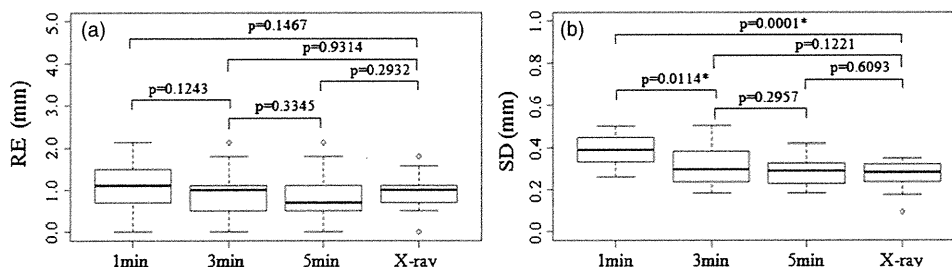 (a)
RE (mm)
5.0
4.0
3.0
2.0
1.0
0.0
p=0.1467
p=0.9314
p=0.2932
p=0.1243
p=0.3345
1min
3min
5min
X-ray
(b)
SD (mm)
1.0
0.8
0.6
0.4
0.2
0.0
p=0.0001*
p=0.1221
p=0.6093
p=0.0114*
p=0.2957
1min
3min
5min
X-ray